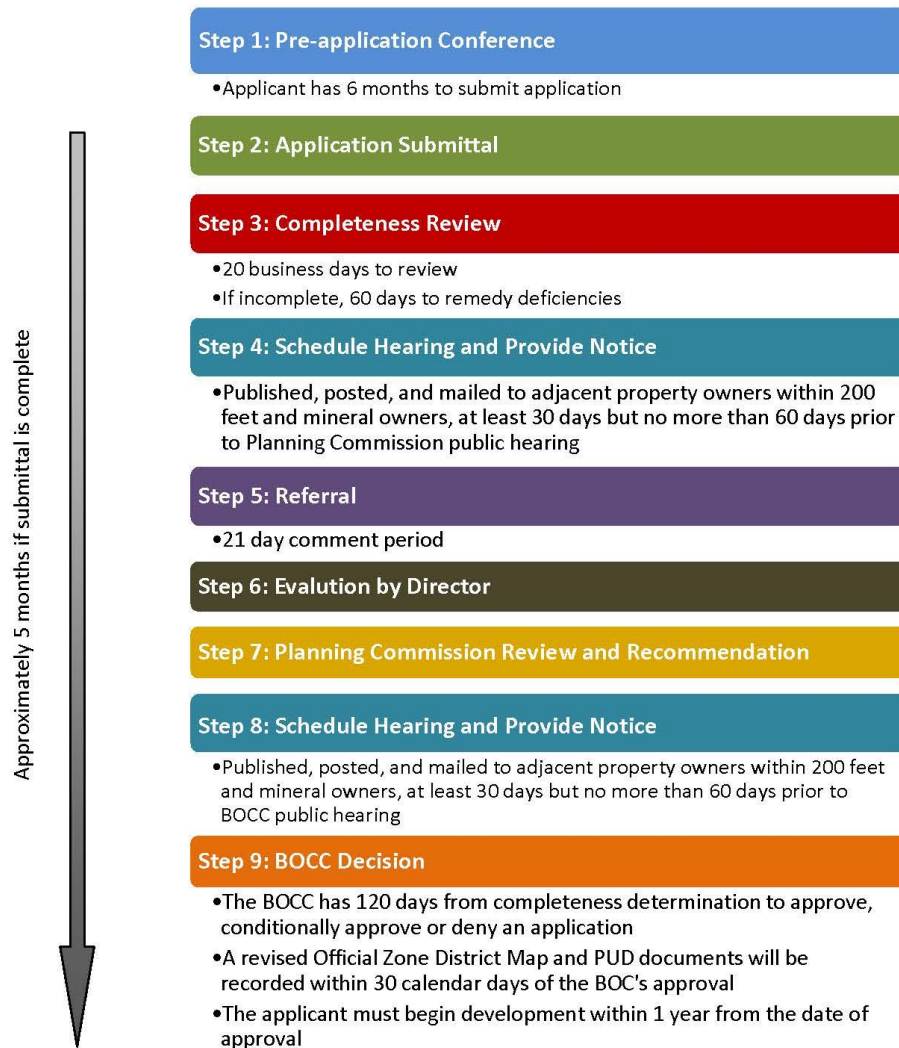 Step 1: Pre-application Conference
•Applicant has 6 months to submit application
Step 2: Application Submittal
Step 3: Completeness Review
•20 business days to review
•If incomplete, 60 days to remedy deficiencies
Step 4: Schedule Hearing and Provide Notice
•Published, posted, and mailed to adjacent property owners within 200
feet and mineral owners, at least 30 days but no more than 60 days prior
to Planning Commission public hearing
Step 5: Referral
•21 day comment period
Step 6: Evalution by Director
Step 7: Planning Commission Review and Recommendation
Step 8: Schedule Hearing and Provide Notice
•Published, posted, and mailed to adjacent property owners within 200 feet
and mineral owners, at least 30 days but no more than 60 days prior to
BOCC public hearing
Step 9: BOCC Decision
•The BOCC has 120 days from completeness determination to approve,
conditionally approve or deny an application
•A revised Official Zone District Map and PUD documents will be
recorded within 30 calendar days of the BOC's approval
•The applicant must begin development within 1 year from the date of
approval
Approximately 5 months if submittal is complete